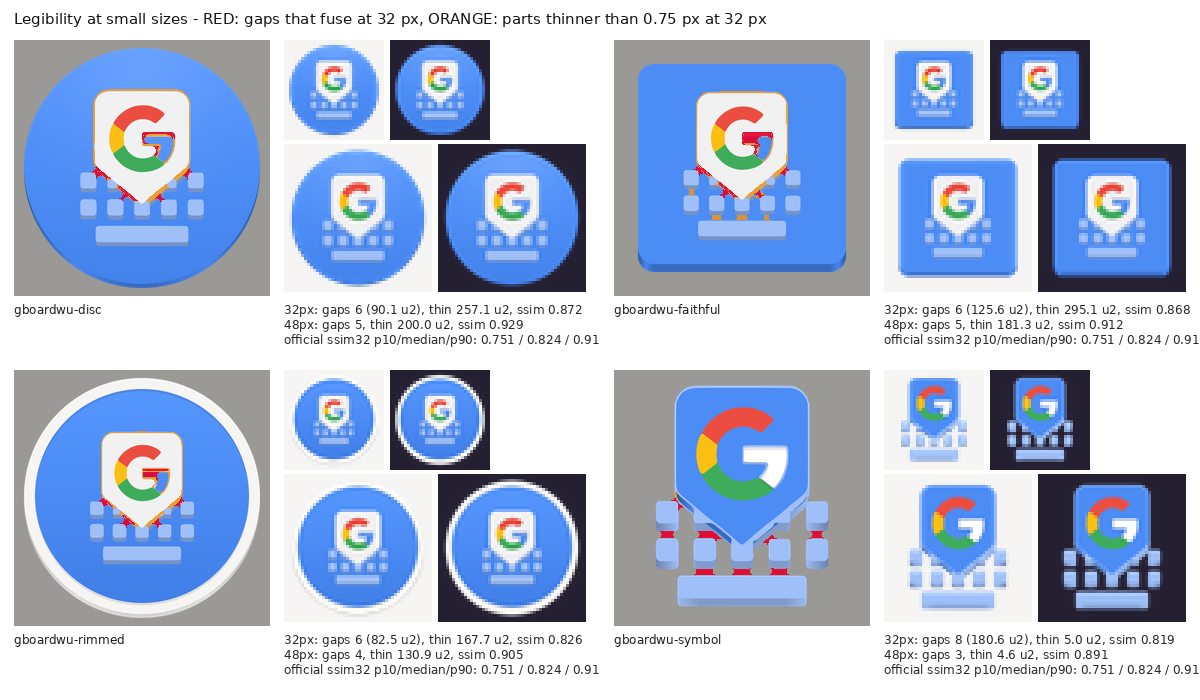 Legibility at small sizes - RED: gaps that fuse at 32 px, ORANGE: parts thinner than 0.75 px at 32 px
gboardwu-disc
32px: gaps 6 (90.1 u2), thin 257.1 u2, ssim 0.872
48px: gaps 5, thin 200.0 u2, ssim 0.929
official ssim32 p10/median/p90: 0.751 / 0.824 / 0.91
gboardwu-faithful
32px: gaps 6 (125.6 u2), thin 295.1 u2, ssim 0.868
48px: gaps 5, thin 181.3 u2, ssim 0.912
official ssim32 p10/median/p90: 0.751 / 0.824 / 0.91
gboardwu-rimmed
32px: gaps 6 (82.5 u2), thin 167.7 u2, ssim 0.826
48px: gaps 4, thin 130.9 u2, ssim 0.905
official ssim32 p10/median/p90: 0.751 / 0.824 / 0.91
gboardwu-symbol
32px: gaps 8 (180.6 u2), thin 5.0 u2, ssim 0.819
48px: gaps 3, thin 4.6 u2, ssim 0.891
official ssim32 p10/median/p90: 0.751 / 0.824 / 0.91